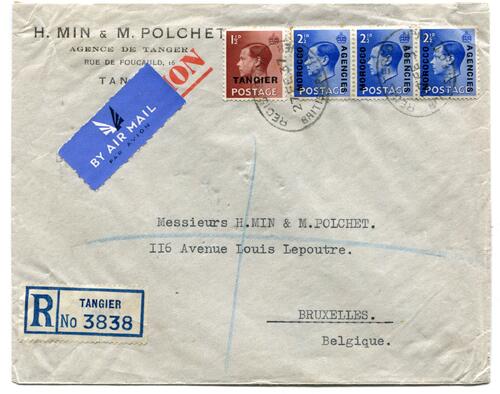 H. MIN & M. POLCHET
AGENCE DE TANGER
RUE DE FOUCAULD, 16
TAN
ION
BY AIR MAIL
PAR AVION
1½D
TANGIER
POSTAGE
2½D
MOROCCO
AGENCIES
POSTAGE
2½D
MOROCCO
AGENCIES
POSTAGE
2½D
MOROCCO
AGENCIES
POSTAGE
Messieurs H.MIN & M.POLCHET.
116 Avenue Louis Lepoutre.
BRUXELLES.
Belgique.
R
TANGIER
No 3838